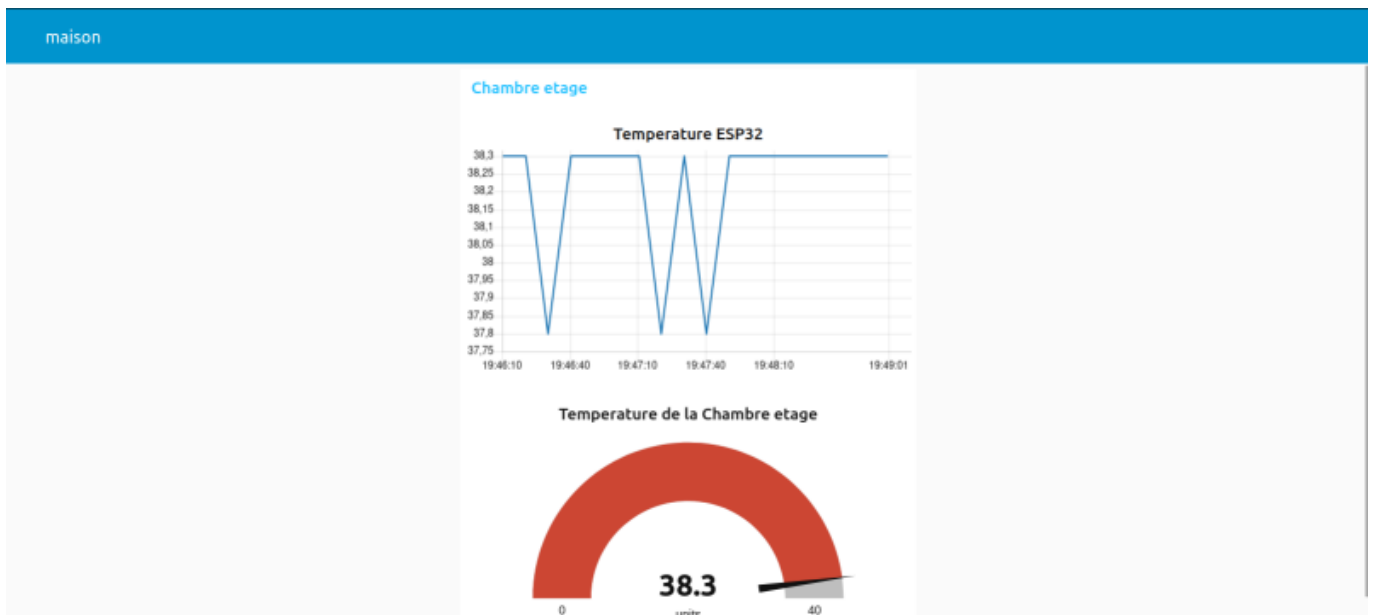 maison
Chambre etage
Temperature ESP32
38,3
38,25
38,2
38,15
38,1
38,05
38
37,95
37,9
37,85
37,8
37,75
19:46:10 19:46:40 19:47:10 19:47:40 19:48:10 19:49:01
Temperature de la Chambre etage
38.3
units
0 40